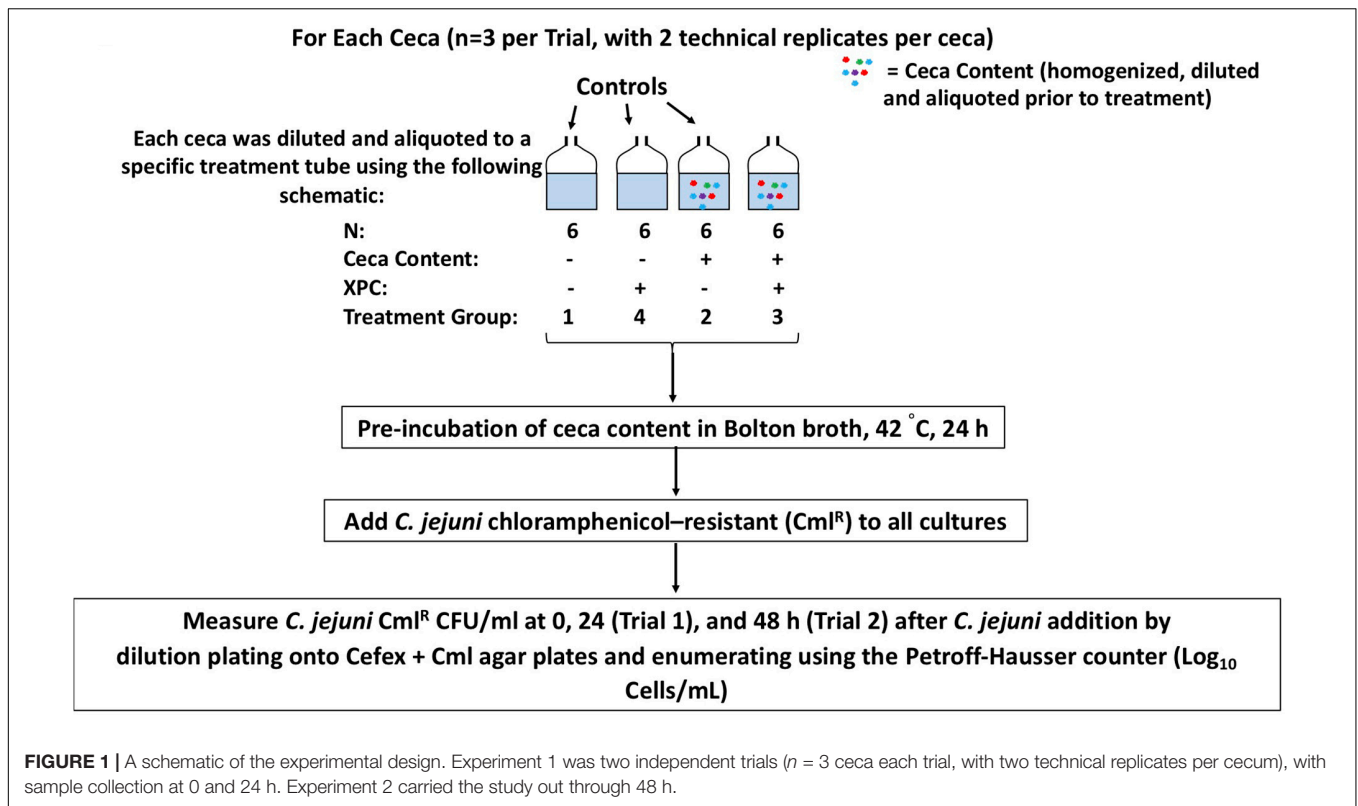 For Each Ceca (n=3 per Trial, with 2 technical replicates per ceca)
= Ceca Content (homogenized, diluted
and aliquoted prior to treatment)
Controls
Each ceca was diluted and aliquoted to a
specific treatment tube using the following
schematic:
N: 6 6 6 6
Ceca Content: - - + +
XPC: - + - +
Treatment Group: 1 4 2 3
Pre-incubation of ceca content in Bolton broth, 42 °C, 24 h
Add C. jejuni chloramphenicol–resistant (Cmlᴿ) to all cultures
Measure C. jejuni Cmlᴿ CFU/ml at 0, 24 (Trial 1), and 48 h (Trial 2) after C. jejuni addition by
dilution plating onto Cefex + Cml agar plates and enumerating using the Petroff-Hausser counter (Log₁₀
Cells/mL)
FIGURE 1 | A schematic of the experimental design. Experiment 1 was two independent trials (n = 3 ceca each trial, with two technical replicates per cecum), with
sample collection at 0 and 24 h. Experiment 2 carried the study out through 48 h.